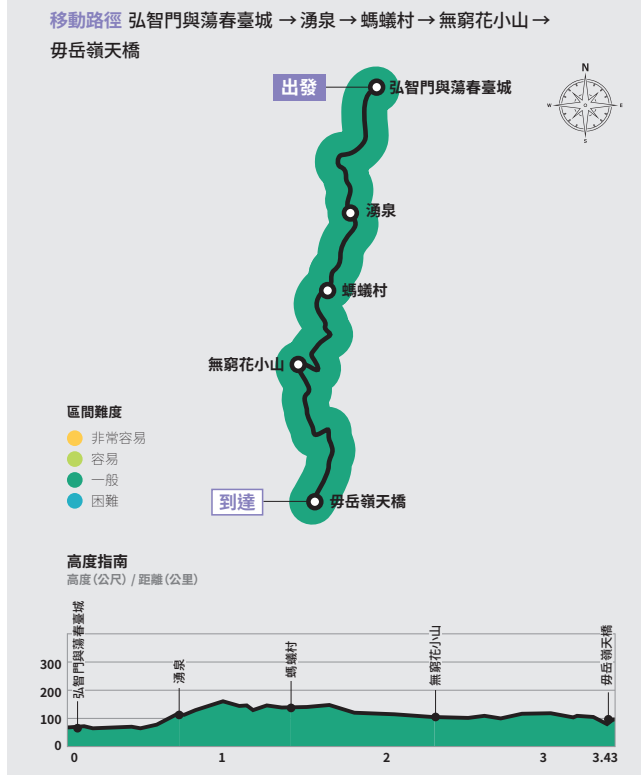 移動路徑 弘智門與蕩春臺城 → 湧泉 → 螞蟻村 → 無窮花小山 →
毋岳嶺天橋
出發
弘智門與蕩春臺城
N
W
E
S
湧泉
螞蟻村
無窮花小山
到達
毋岳嶺天橋
區間難度
非常容易
容易
一般
困難
高度指南
高度(公尺) / 距離(公里)
弘智門與蕩春臺城
湧泉
螞蟻村
無窮花小山
毋岳嶺天橋
300
200
100
0
0 1 2 3 3.43